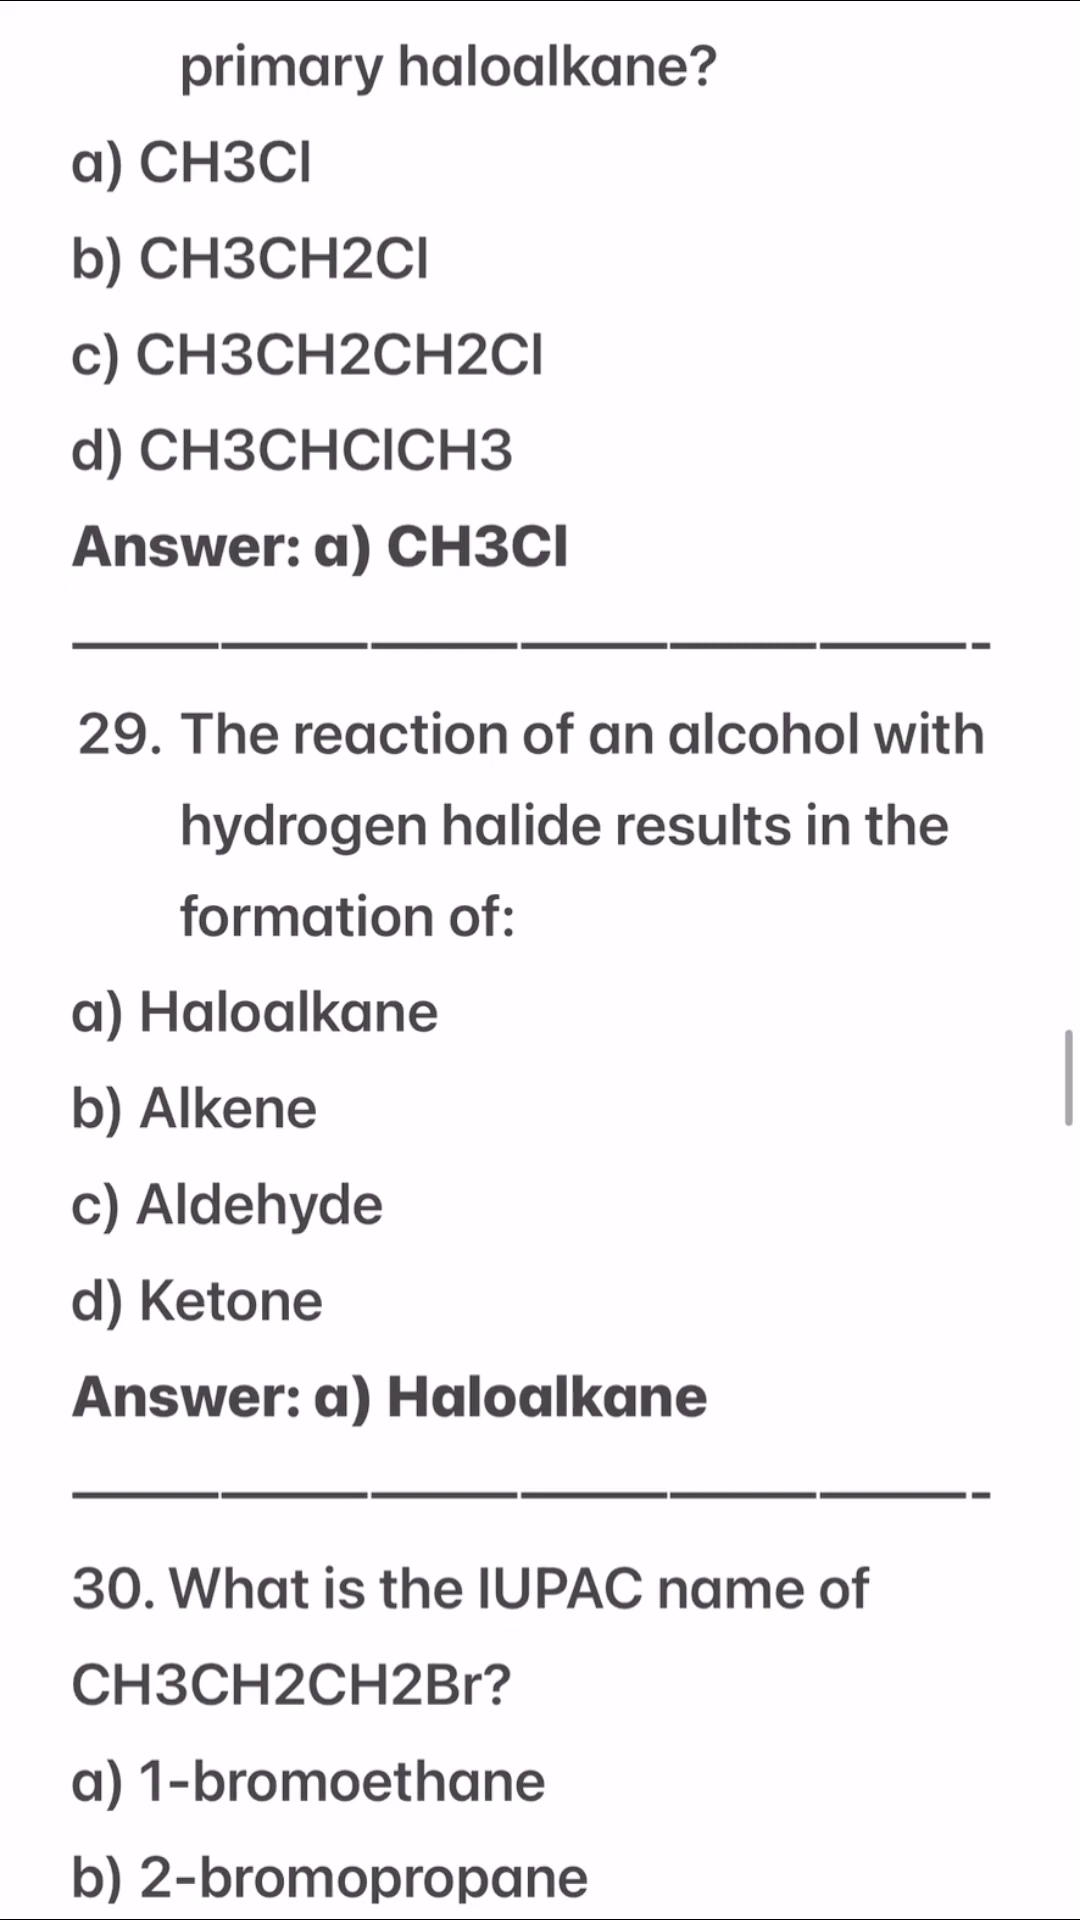 primary haloalkane?
a) CH3Cl
b) CH3CH2Cl
c) CH3CH2CH2Cl
d) CH3CHClCH3
Answer: a) CH3Cl
——————————————————-
29. The reaction of an alcohol with
hydrogen halide results in the
formation of:
a) Haloalkane
b) Alkene
c) Aldehyde
d) Ketone
Answer: a) Haloalkane
——————————————————-
30. What is the IUPAC name of
CH3CH2CH2Br?
a) 1-bromoethane
b) 2-bromopropane